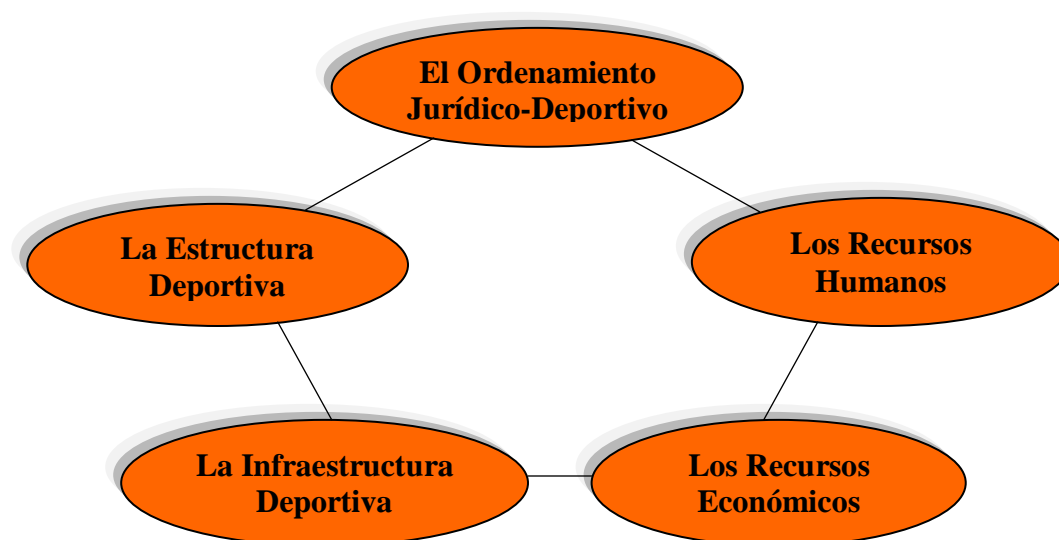 El Ordenamiento
Jurídico-Deportivo
La Estructura
Deportiva
Los Recursos
Humanos
La Infraestructura
Deportiva
Los Recursos
Económicos